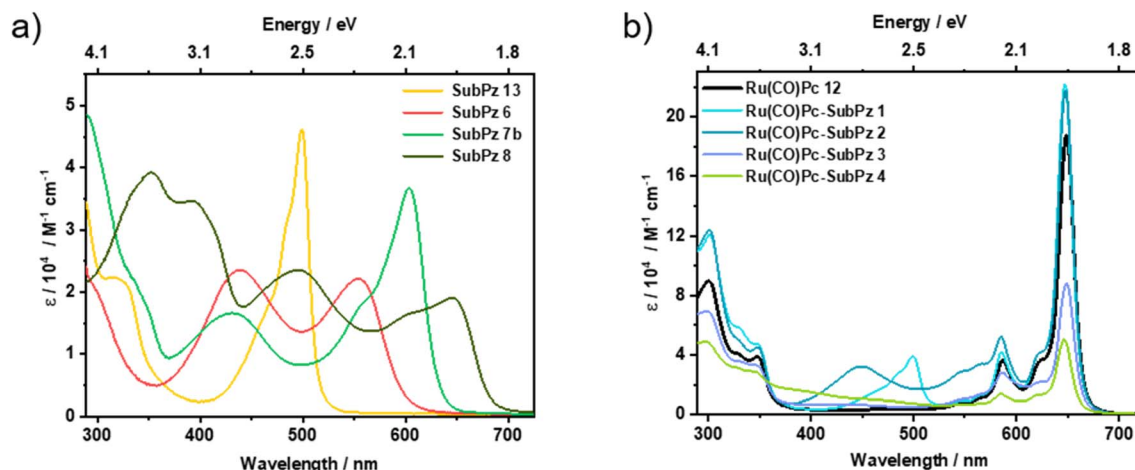 a)
Energy / eV
4.1 3.1 2.5 2.1 1.8
SubPz 13
SubPz 6
SubPz 7b
SubPz 8
ε / 10⁴ / M⁻¹ cm⁻¹
5
4
3
2
1
0
300 400 500 600 700
Wavelength / nm
b)
Energy / eV
4.1 3.1 2.5 2.1 1.8
Ru(CO)Pc 12
Ru(CO)Pc-SubPz 1
Ru(CO)Pc-SubPz 2
Ru(CO)Pc-SubPz 3
Ru(CO)Pc-SubPz 4
ε / 10⁴ / M⁻¹ cm⁻¹
20
16
12
8
4
0
300 400 500 600 700
Wavelength / nm